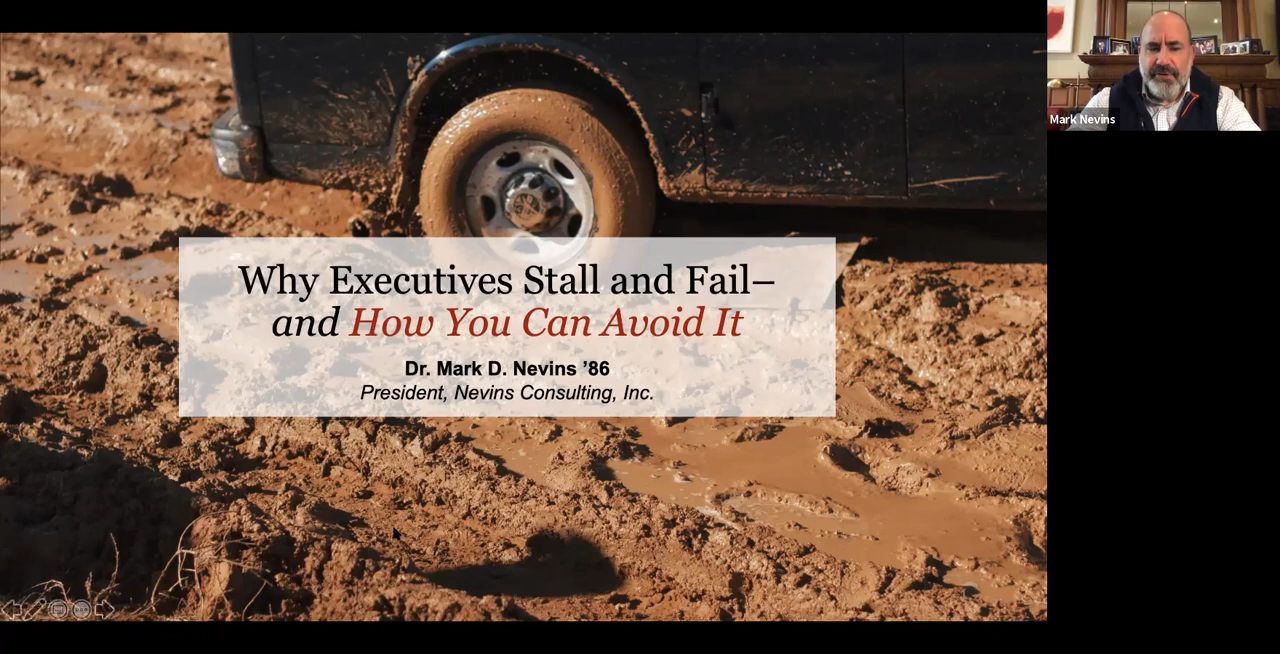 Why Executives Stall and Fail–
and How You Can Avoid It
Dr. Mark D. Nevins ’86
President, Nevins Consulting, Inc.
Mark Nevins